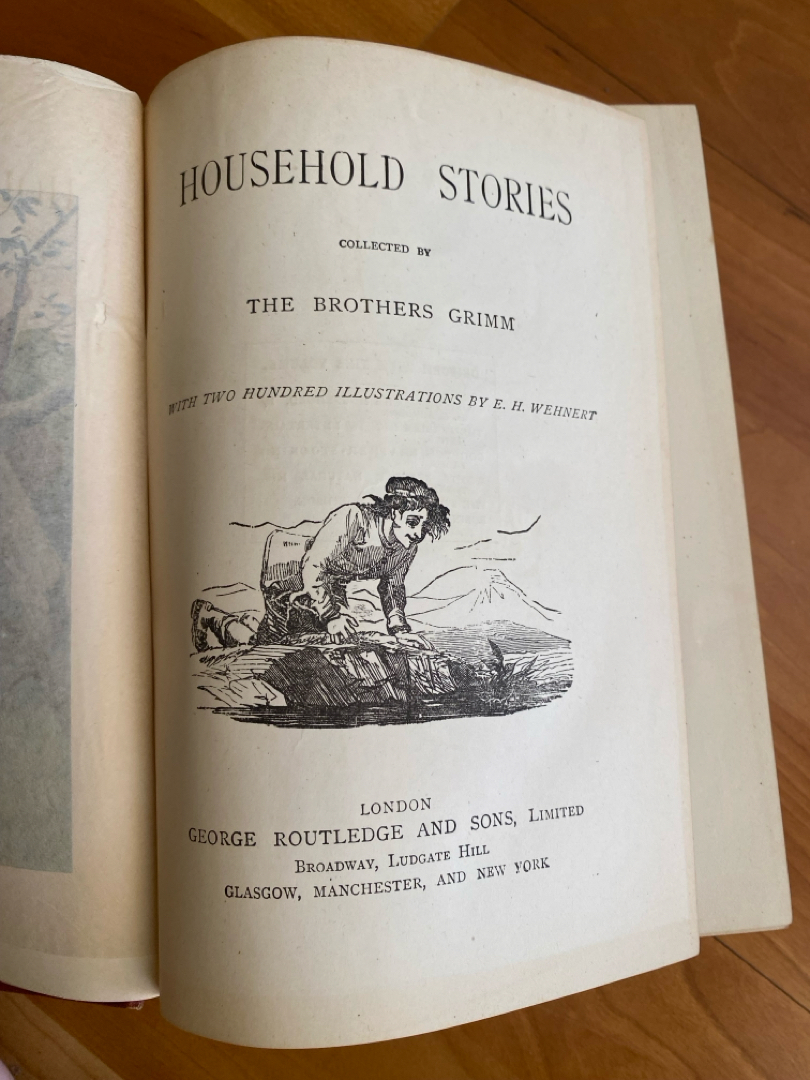 HOUSEHOLD STORIES
COLLECTED BY
THE BROTHERS GRIMM
WITH TWO HUNDRED ILLUSTRATIONS BY E. H. WEHNERT
LONDON
GEORGE ROUTLEDGE AND SONS, LIMITED
BROADWAY, LUDGATE HILL
GLASGOW, MANCHESTER, AND NEW YORK